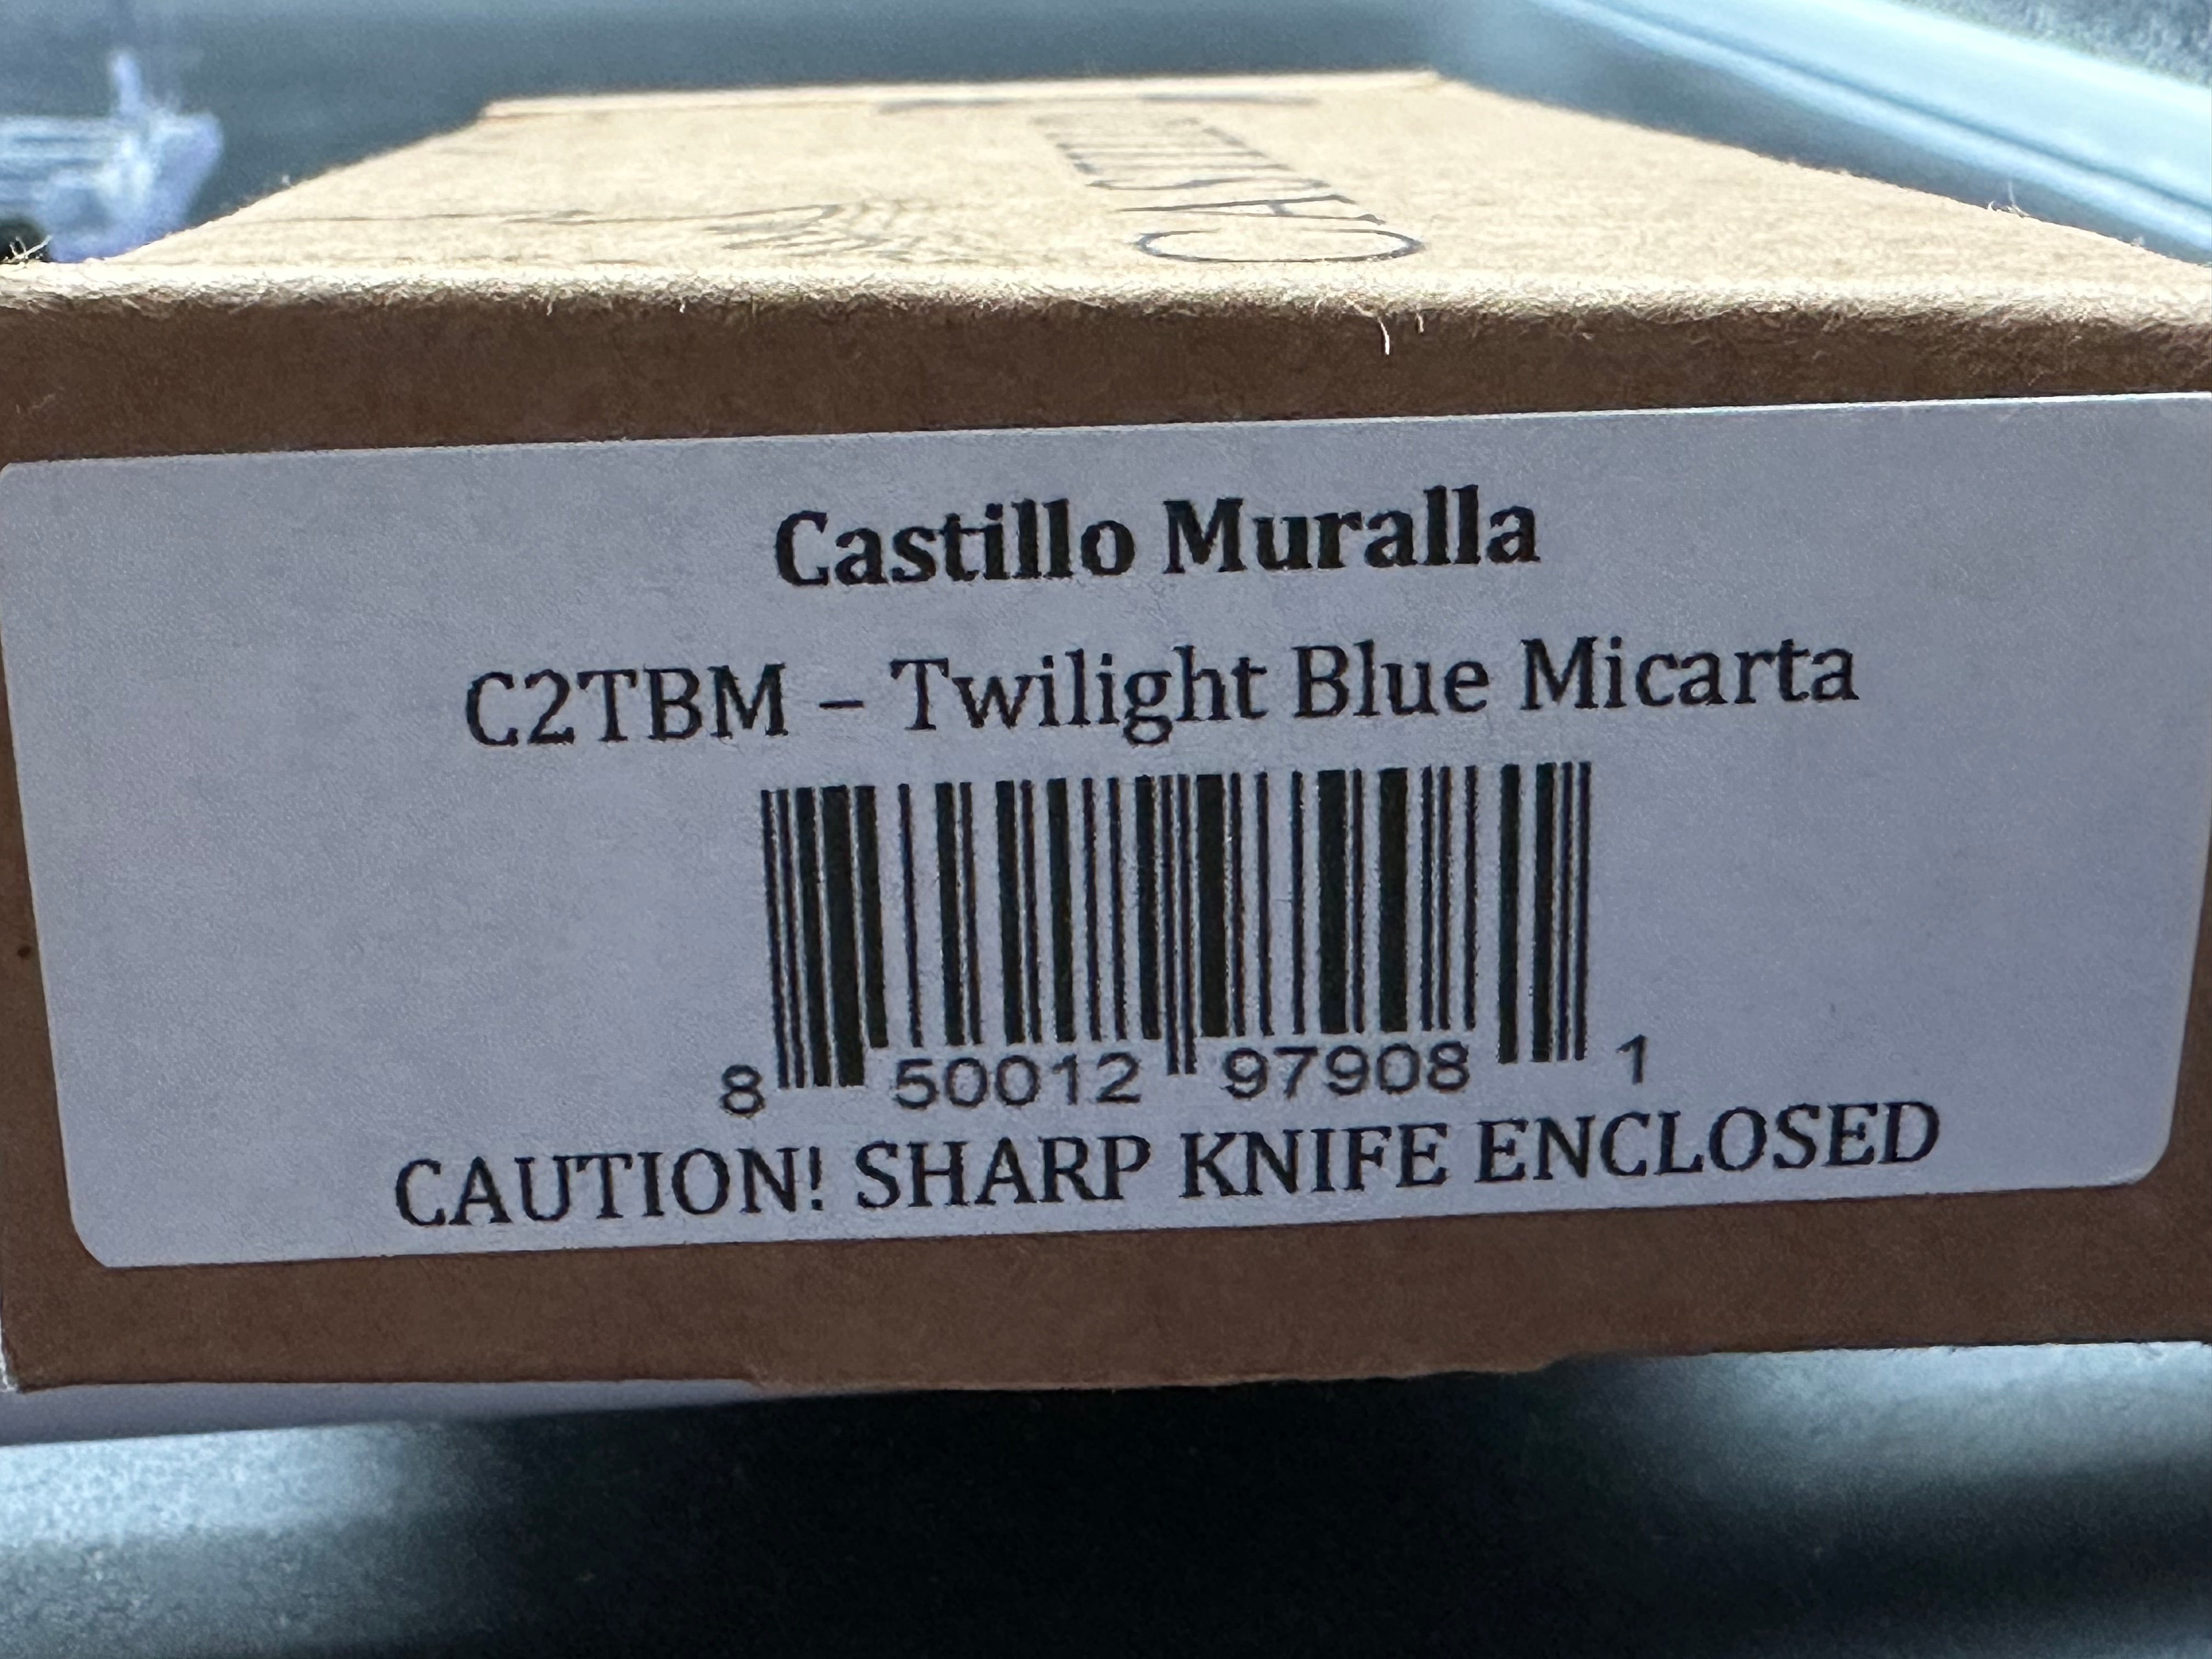 Castillo Muralla
C2TBM – Twilight Blue Micarta
8 50012 97908 1
CAUTION! SHARP KNIFE ENCLOSED